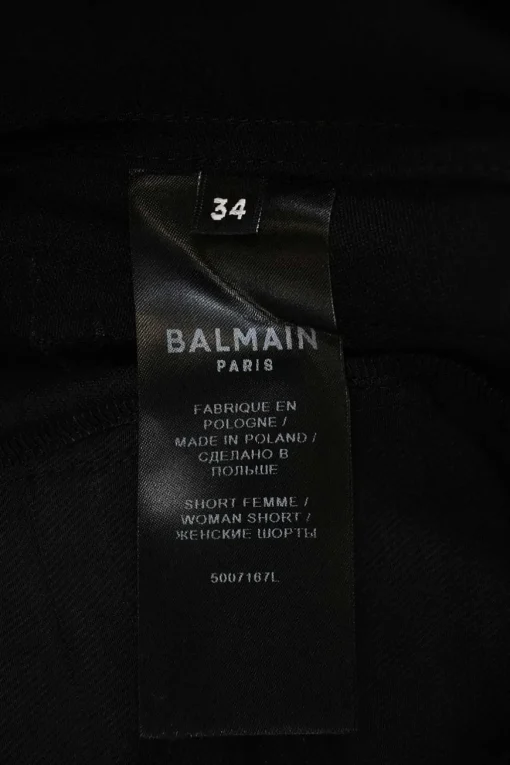 34
BALMAIN
PARIS
FABRIQUE EN
POLOGNE /
MADE IN POLAND /
СДЕЛАНО В
ПОЛЬШЕ
SHORT FEMME /
WOMAN SHORT /
ЖЕНСКИЕ ШОРТЫ
5007167L